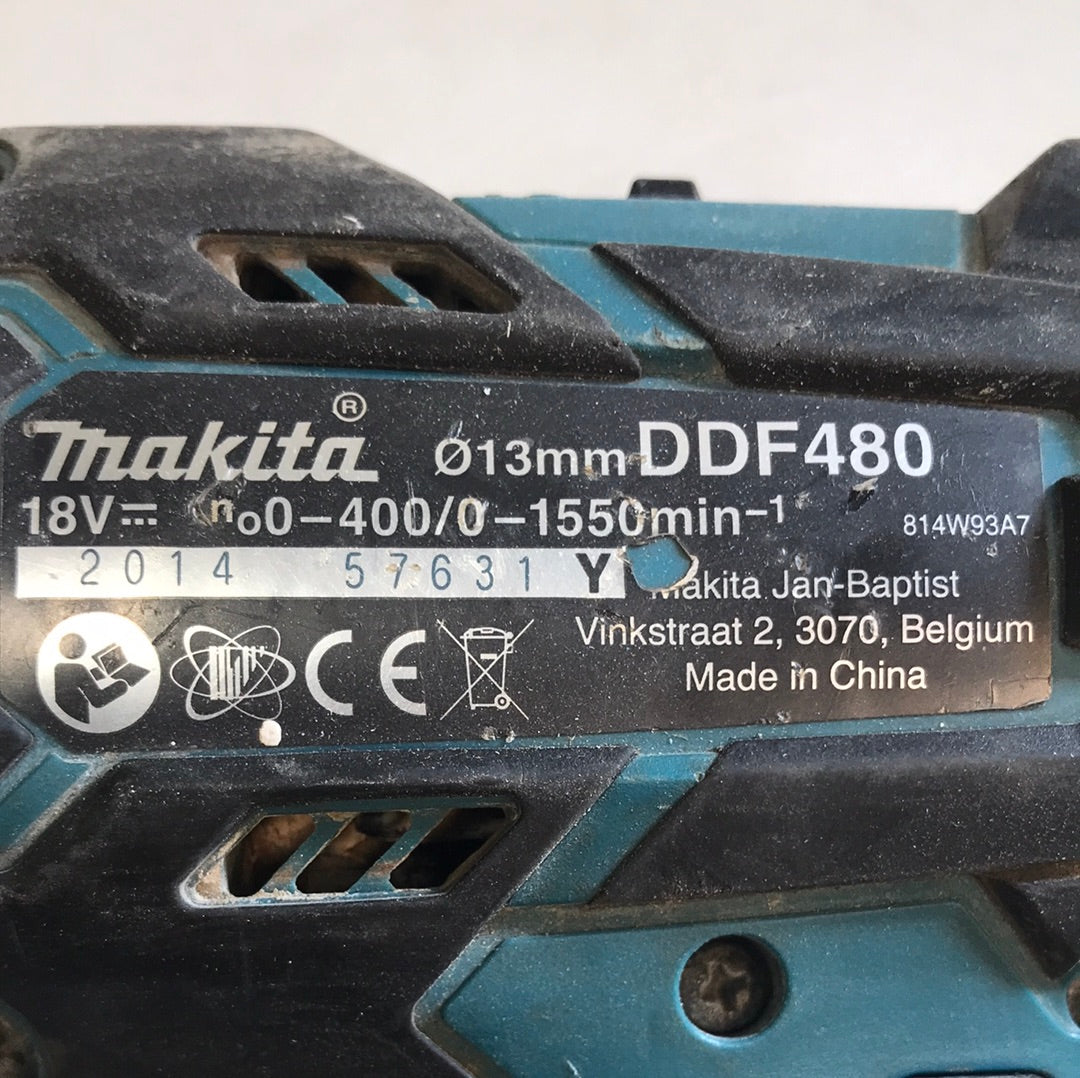 makita® Ø13mm DDF480
18V⎓ n₀0–400/0–1550min⁻¹ 814W93A7
2014 57631 Y
Makita Jan-Baptist
Vinkstraat 2, 3070, Belgium
CE Made in China